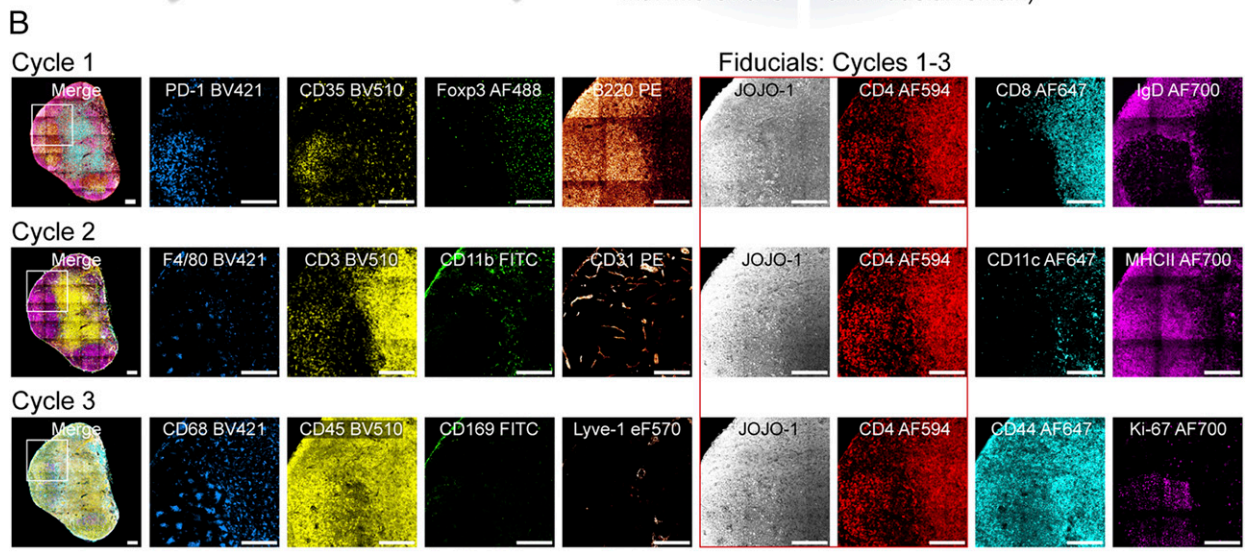 B
Cycle 1
Fiducials: Cycles 1-3
Merge PD-1 BV421 CD35 BV510 Foxp3 AF488 B220 PE JOJO-1 CD4 AF594 CD8 AF647 IgD AF700
Cycle 2
Merge F4/80 BV421 CD3 BV510 CD11b FITC CD31 PE JOJO-1 CD4 AF594 CD11c AF647 MHCII AF700
Cycle 3
Merge CD68 BV421 CD45 BV510 CD169 FITC Lyve-1 eF570 JOJO-1 CD4 AF594 CD44 AF647 Ki-67 AF700